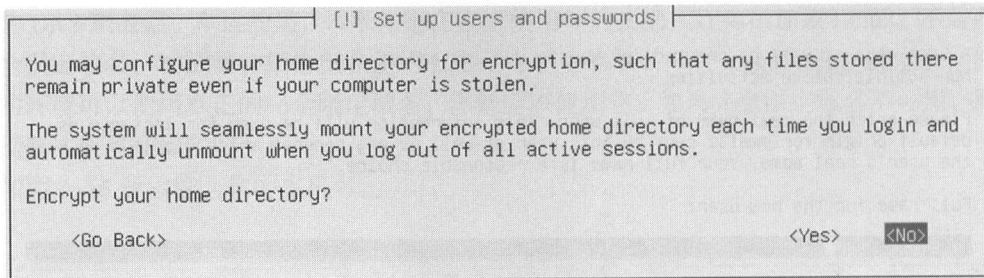 [!] Set up users and passwords
You may configure your home directory for encryption, such that any files stored there
remain private even if your computer is stolen.
The system will seamlessly mount your encrypted home directory each time you login and
automatically unmount when you log out of all active sessions.
Encrypt your home directory?
<Go Back> <Yes> <No>